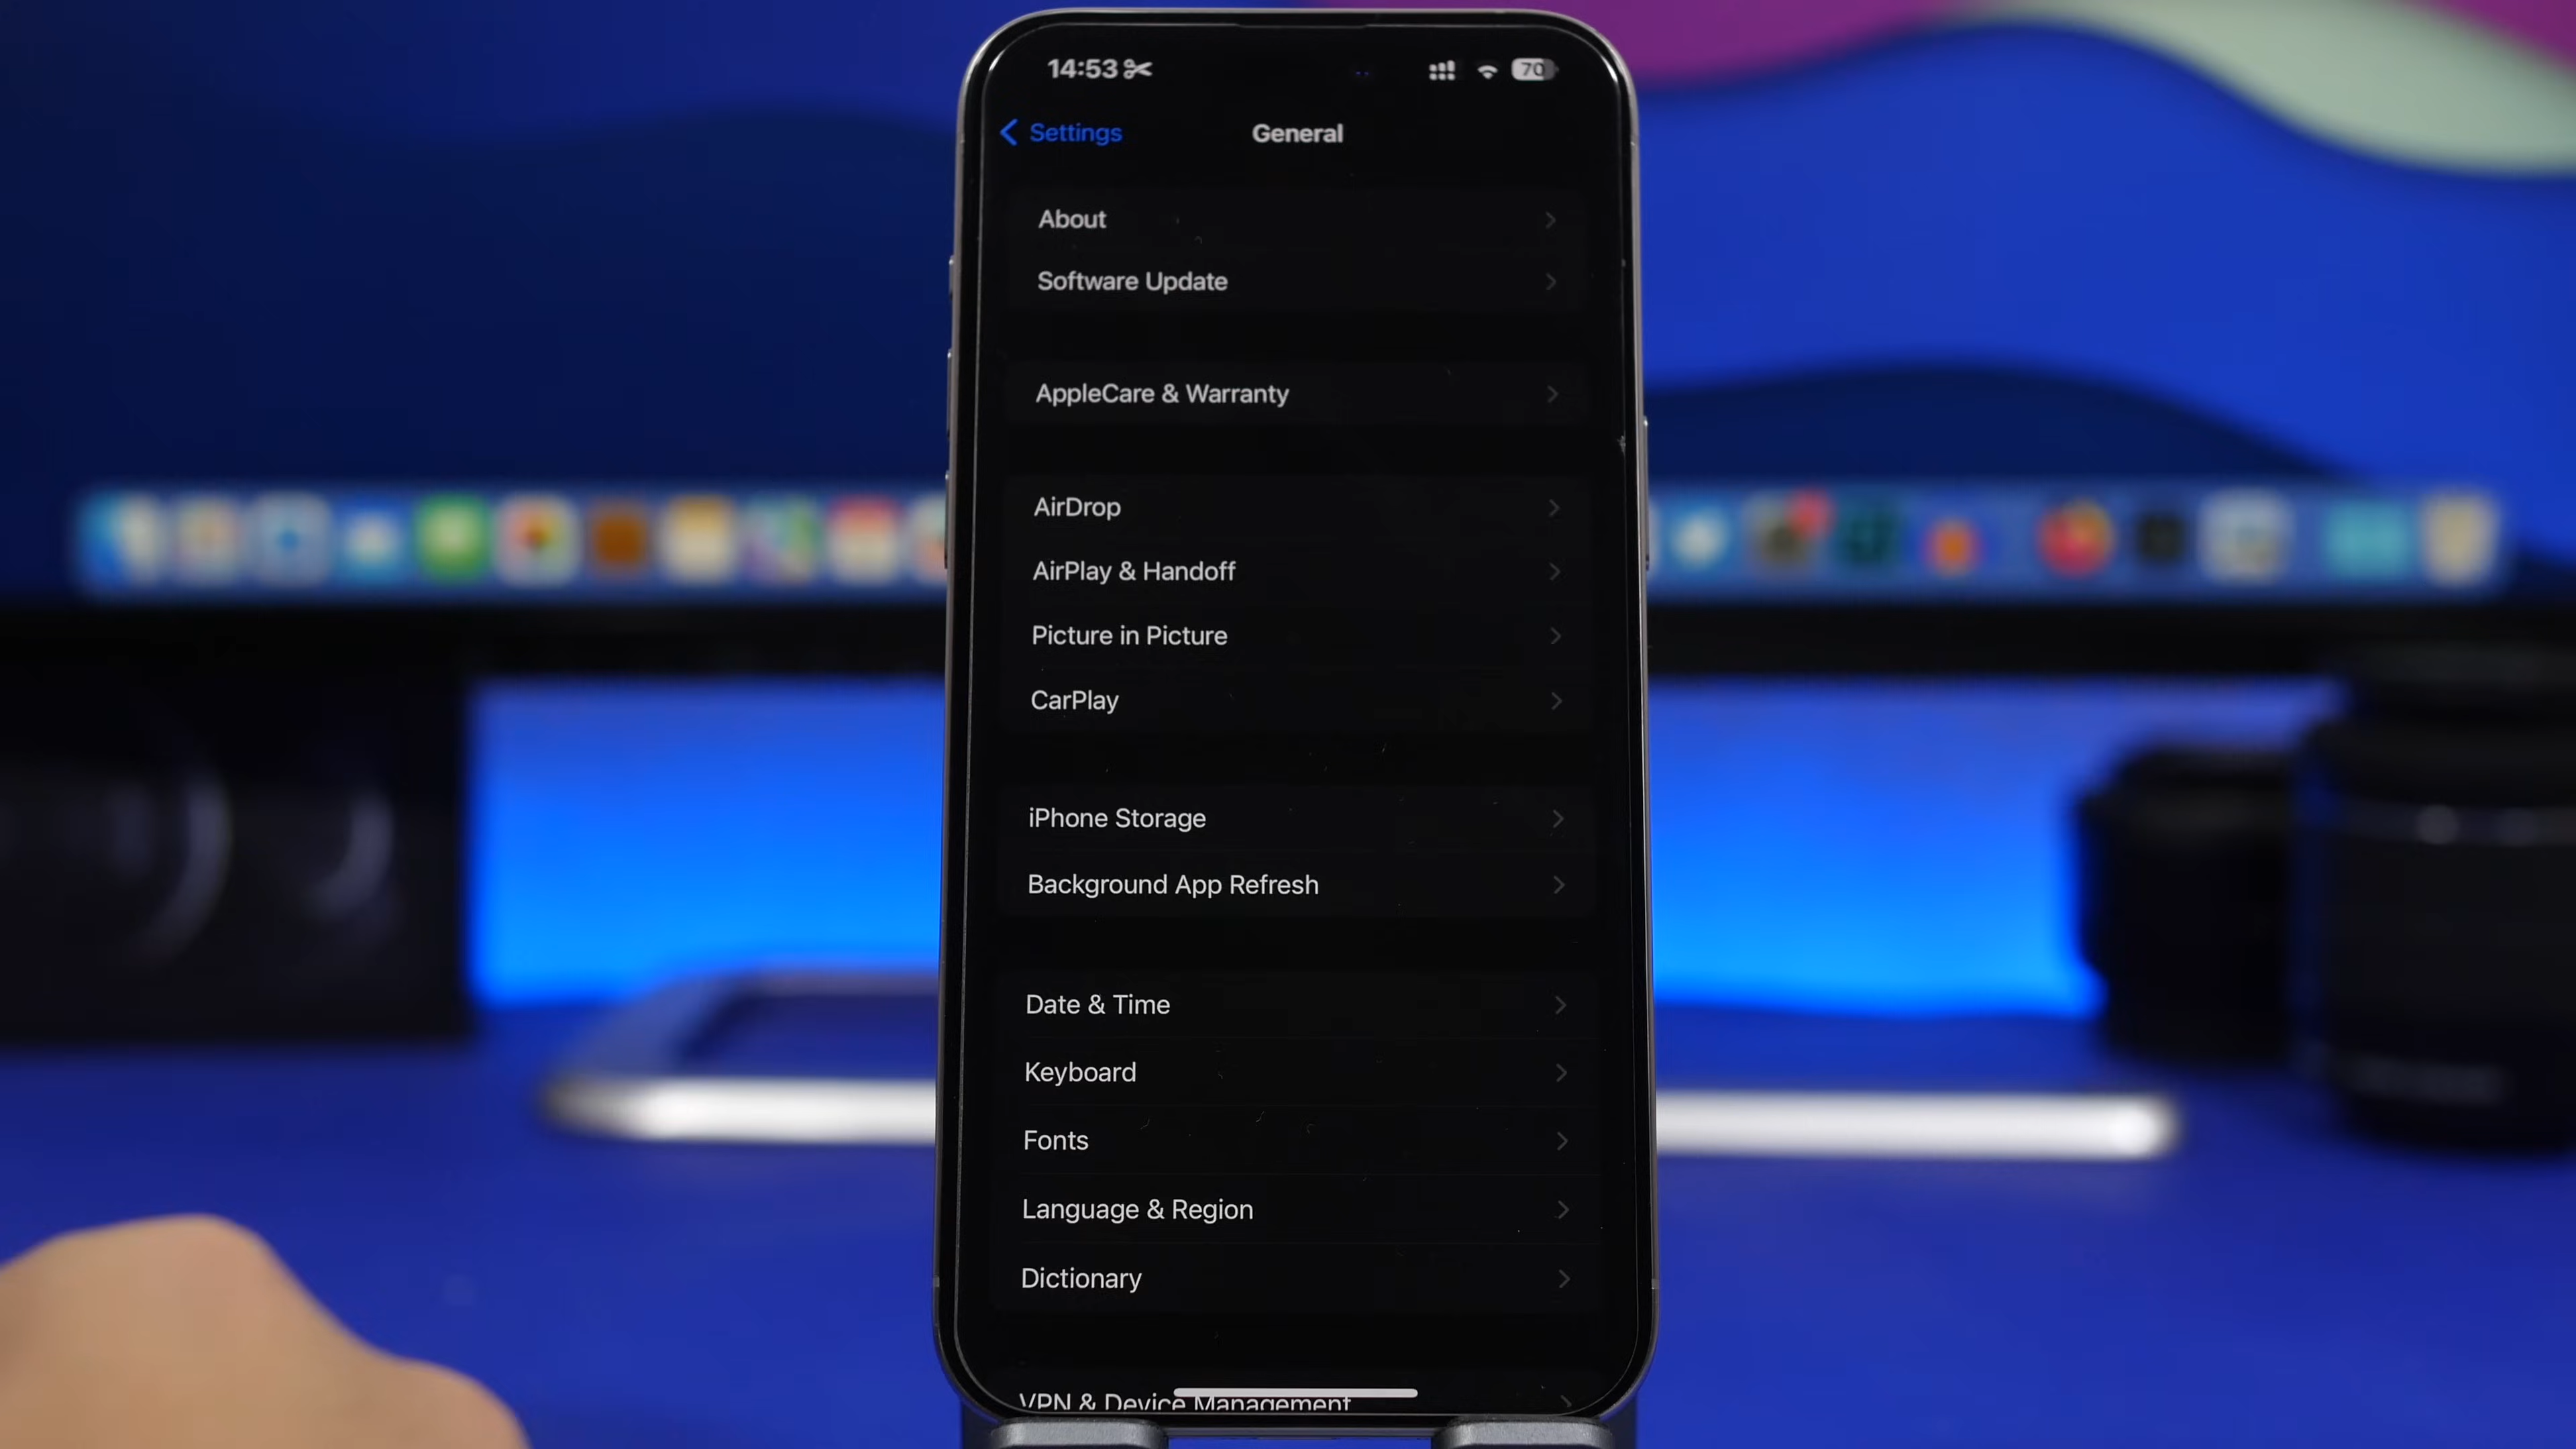 14:53
70
Settings
General
About
Software Update
AppleCare & Warranty
AirDrop
AirPlay & Handoff
Picture in Picture
CarPlay
iPhone Storage
Background App Refresh
Date & Time
Keyboard
Fonts
Language & Region
Dictionary
VPN & Device Management